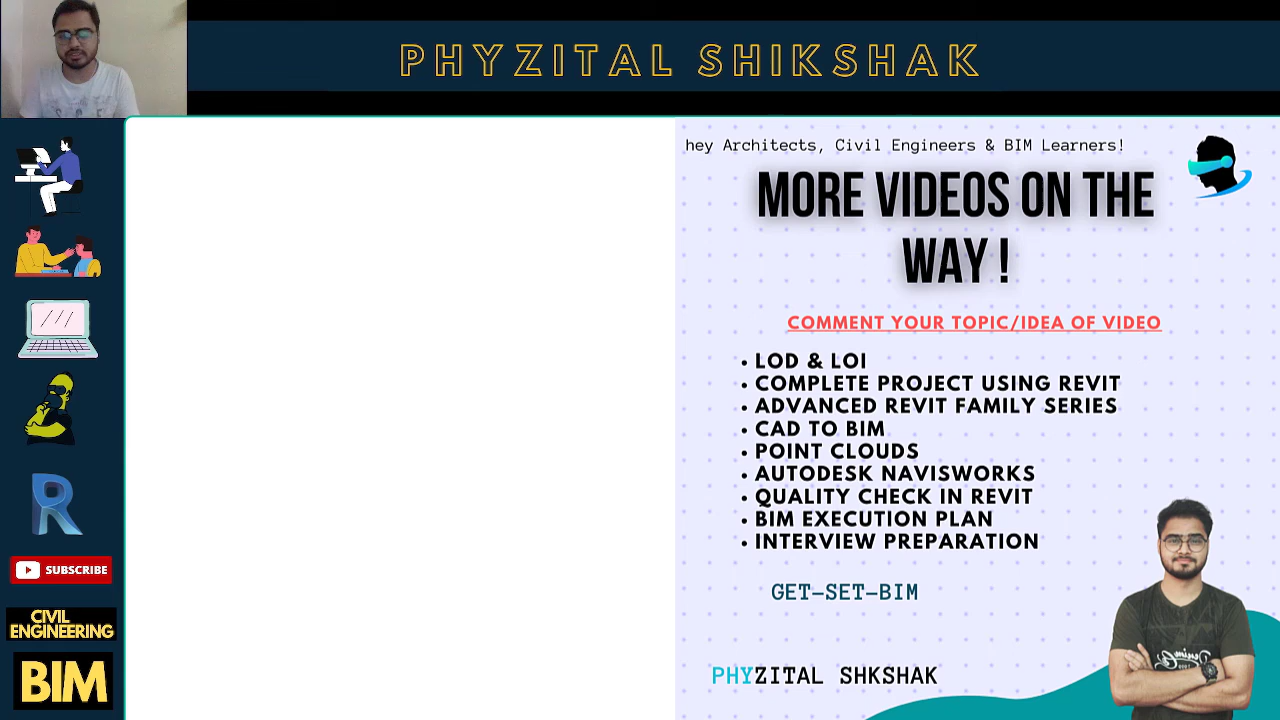 PHYZITAL SHIKSHAK
hey Architects, Civil Engineers & BIM Learners!
MORE VIDEOS ON THE
WAY !
COMMENT YOUR TOPIC/IDEA OF VIDEO
• LOD & LOI
• COMPLETE PROJECT USING REVIT
• ADVANCED REVIT FAMILY SERIES
• CAD TO BIM
• POINT CLOUDS
• AUTODESK NAVISWORKS
• QUALITY CHECK IN REVIT
• BIM EXECUTION PLAN
• INTERVIEW PREPARATION
GET-SET-BIM
PHYZITAL SHKSHAK
R
SUBSCRIBE
CIVIL
ENGINEERING
BIM